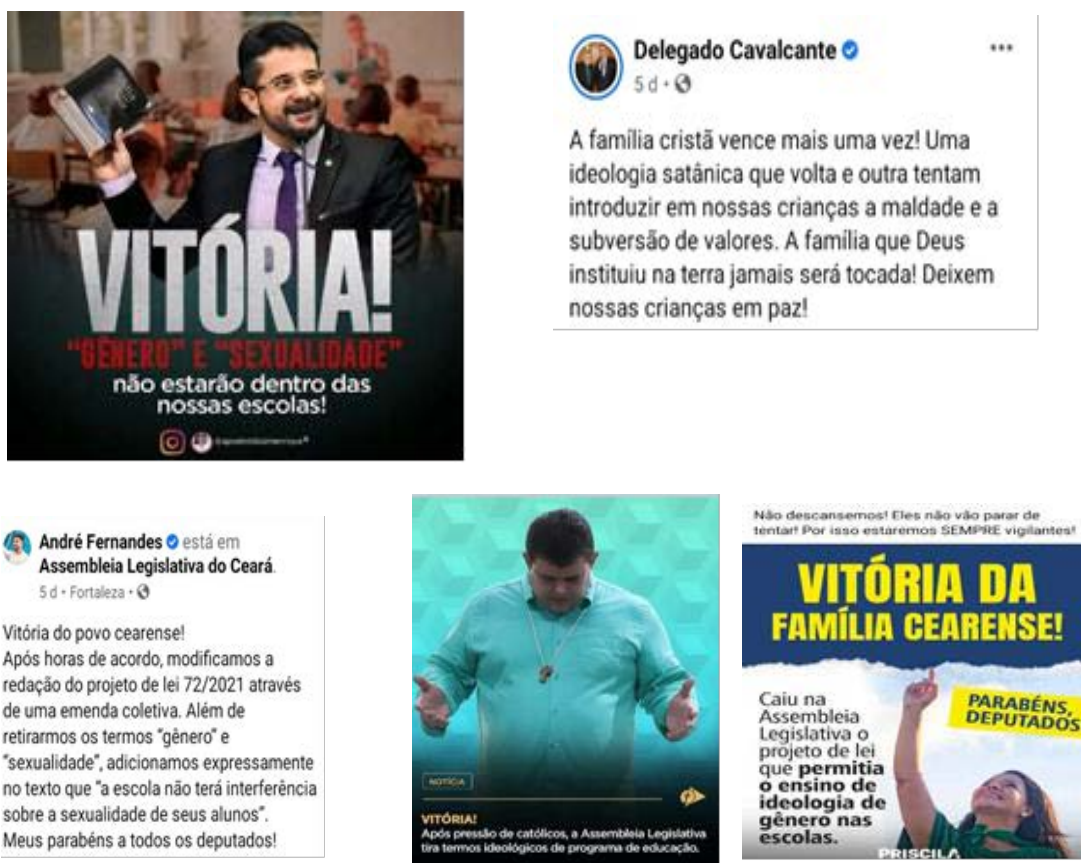 VITÓRIA!
"GÊNERO" E "SEXUALIDADE"
não estarão dentro das
nossas escolas!
Delegado Cavalcante
5 d
A família cristã vence mais uma vez! Uma
ideologia satânica que volta e outra tentam
introduzir em nossas crianças a maldade e a
subversão de valores. A família que Deus
instituiu na terra jamais será tocada! Deixem
nossas crianças em paz!
André Fernandes está em
Assembleia Legislativa do Ceará.
5 d • Fortaleza •
Vitória do povo cearense!
Após horas de acordo, modificamos a
redação do projeto de lei 72/2021 através
de uma emenda coletiva. Além de
retirarmos os termos "gênero" e
"sexualidade", adicionamos expressamente
no texto que "a escola não terá interferência
sobre a sexualidade de seus alunos".
Meus parabéns a todos os deputados!
NOTÍCIA
VITÓRIA!
Após pressão de católicos, a Assembleia Legislativa
tira termos ideológicos de programa de educação.
Não descansemos! Eles não vão parar de
tentar! Por isso estaremos SEMPRE vigilantes!
VITÓRIA DA
FAMÍLIA CEARENSE!
Caiu na
Assembleia
Legislativa o
projeto de lei
que permitia
o ensino de
ideologia de
gênero nas
escolas.
PARABÉNS,
DEPUTADOS
PRISCILA